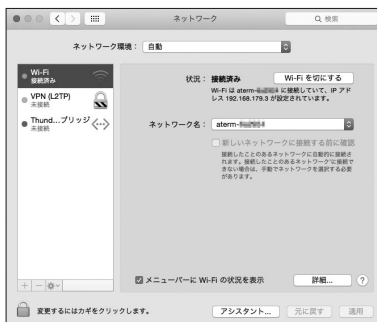 ネットワーク
検索
ネットワーク環境： 自動
Wi-Fi
接続済み
VPN (L2TP)
未接続
Thund...ブリッジ
未接続
状況： 接続済み
Wi-Fi を切にする
Wi-Fi は aterm- に接続していて、IP アド
レス 192.168.179.3 が設定されています。
ネットワーク名： aterm-
新しいネットワークに接続する前に確認
接続したことのあるネットワークに自動的に接続さ
れます。接続したことのあるネットワークに接続で
きない場合は、手動でネットワークを選択する必要
があります。
メニューバーに Wi-Fi の状況を表示
詳細...
?
変更するにはカギをクリックします。
アシスタント...
元に戻す
適用